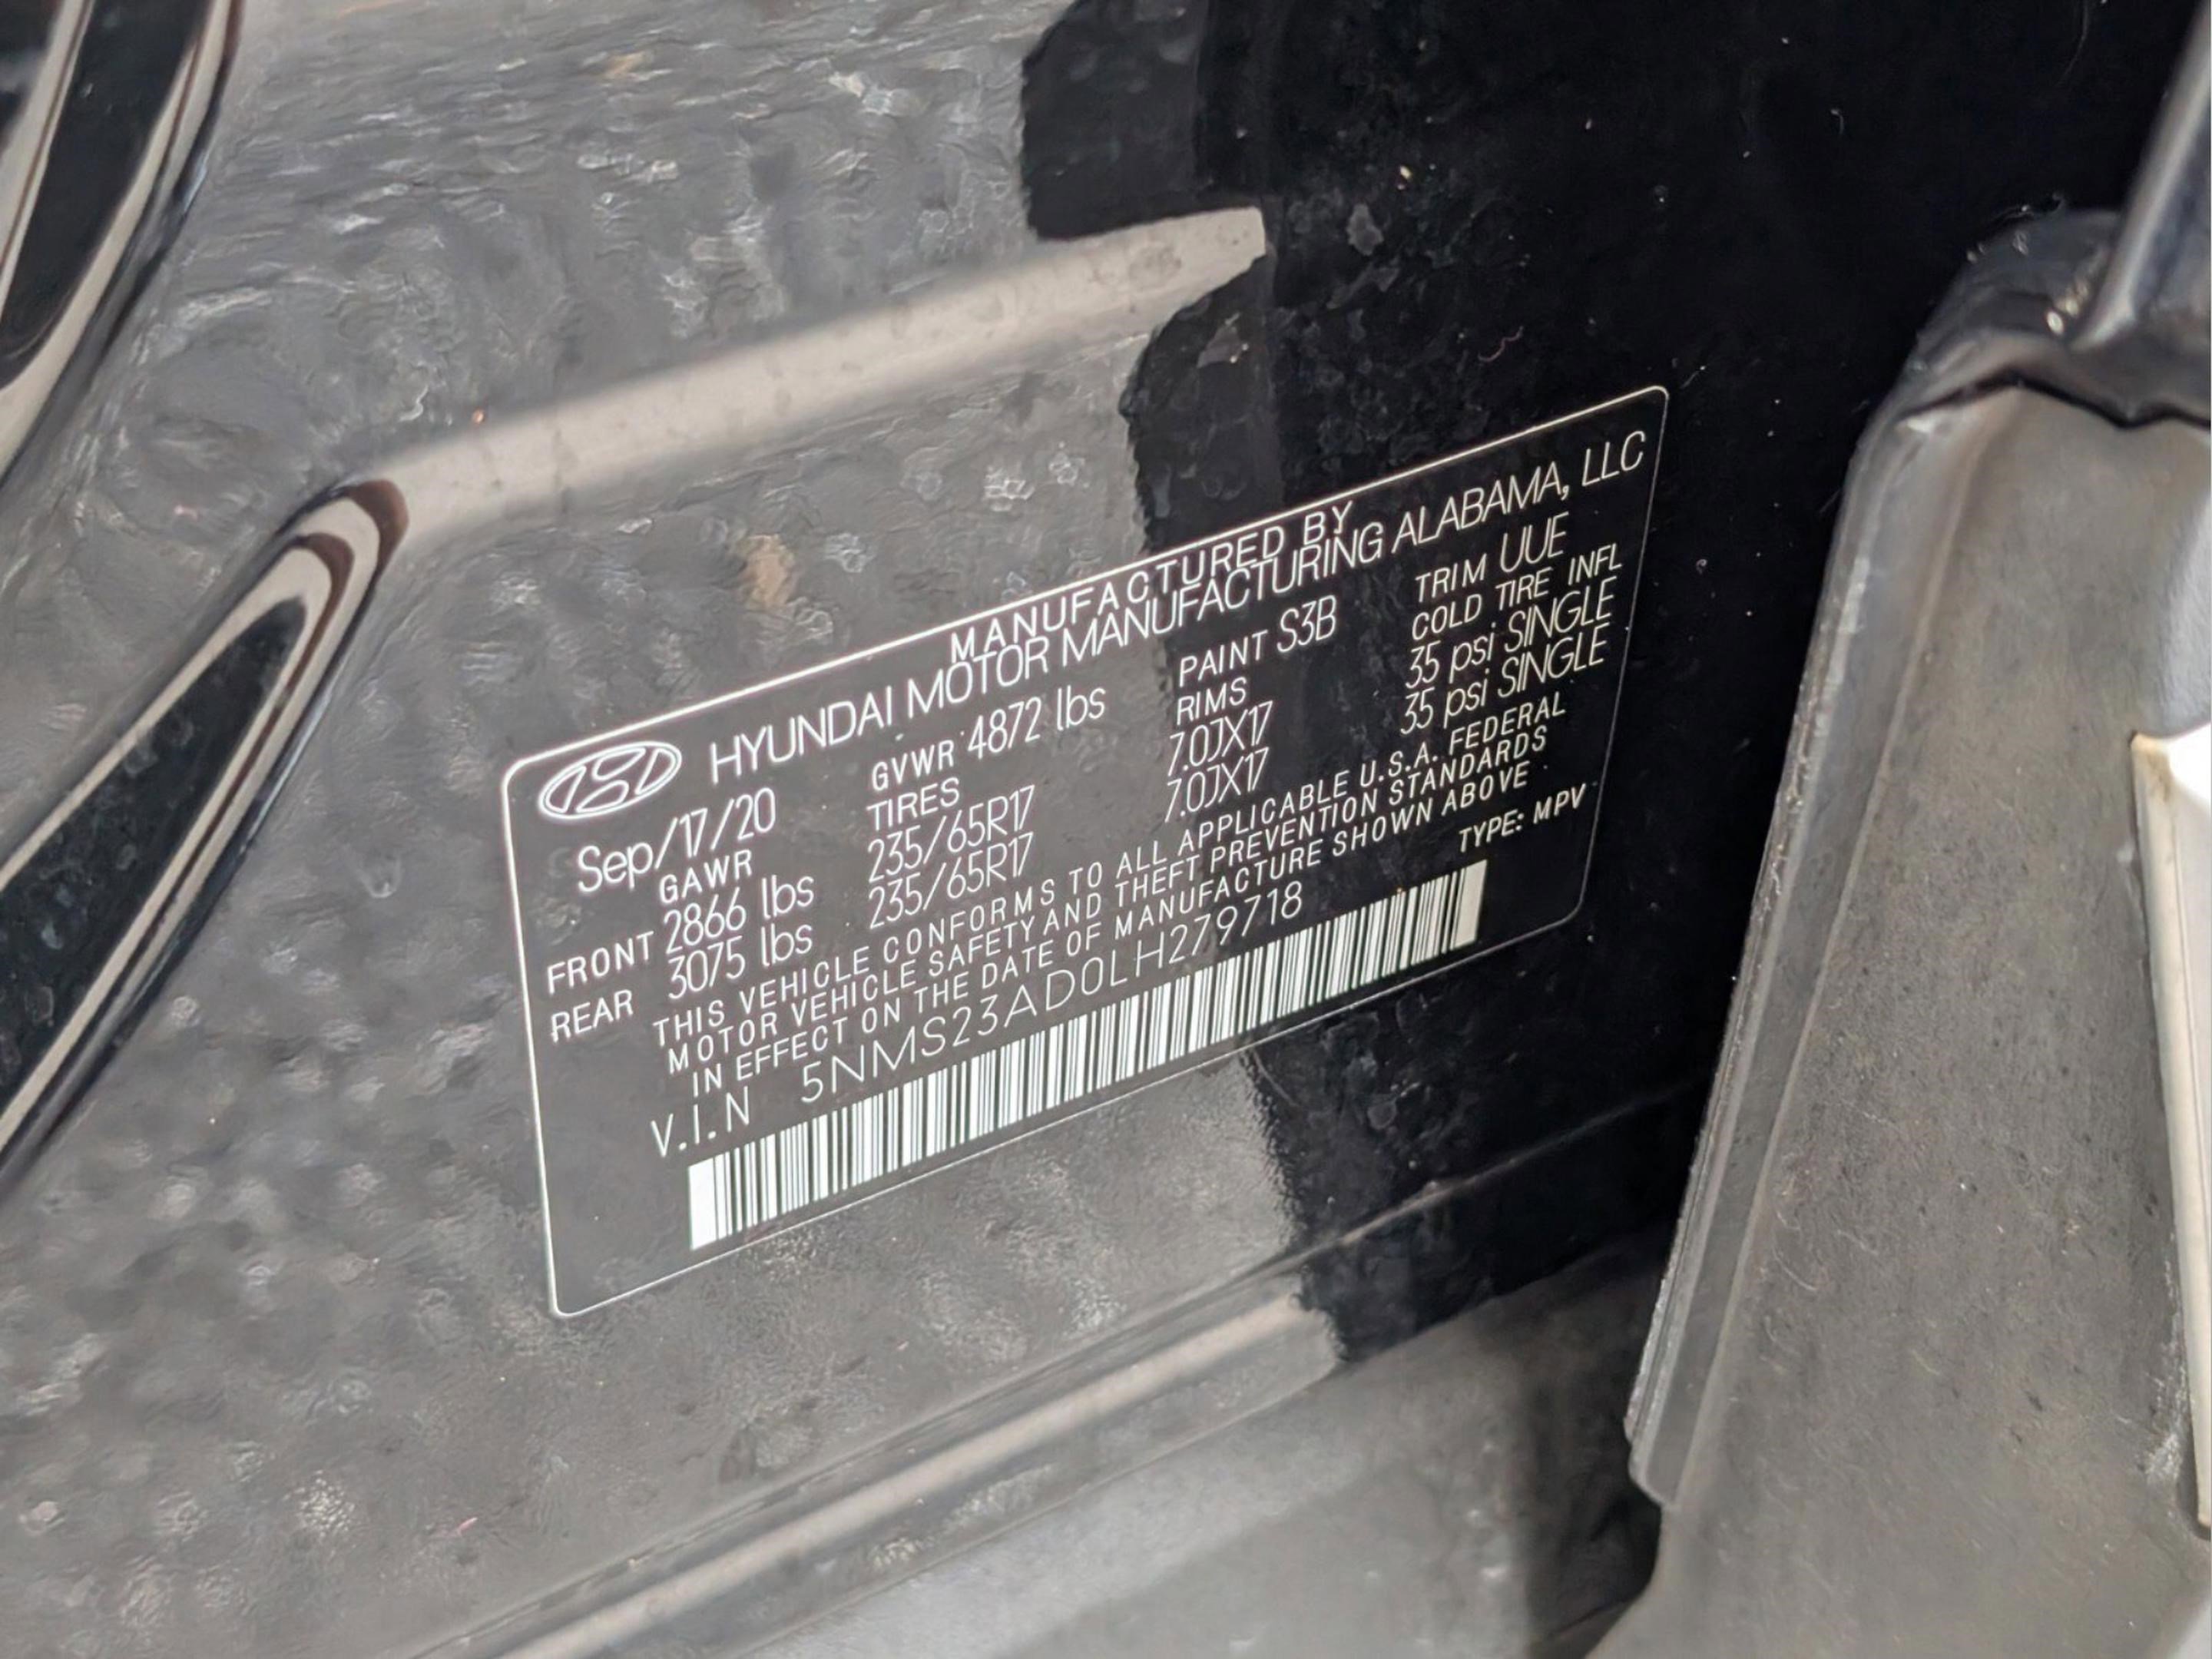 MANUFACTURED BY
HYUNDAI MOTOR MANUFACTURING ALABAMA, LLC
Sep/17/20 GVWR 4872 lbs PAINT S3B TRIM UUE
GAWR TIRES RIMS COLD TIRE INFL
FRONT 2866 lbs 235/65R17 7.0JX17 35 psi SINGLE
REAR 3075 lbs 235/65R17 7.0JX17 35 psi SINGLE
THIS VEHICLE CONFORMS TO ALL APPLICABLE U.S.A. FEDERAL
MOTOR VEHICLE SAFETY AND THEFT PREVENTION STANDARDS
IN EFFECT ON THE DATE OF MANUFACTURE SHOWN ABOVE
V.I.N 5NMS23AD0LH279718 TYPE: MPV